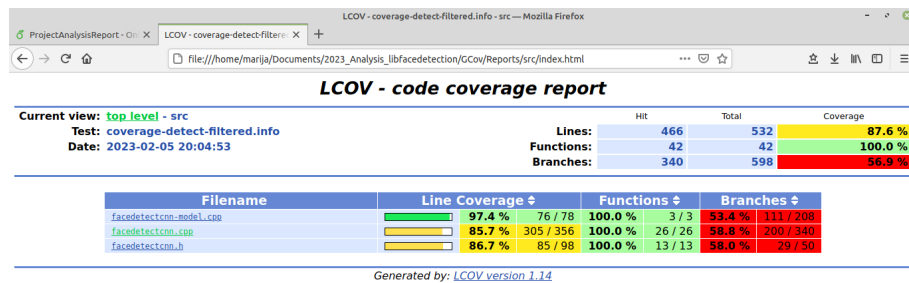 LCOV - coverage-detect-filtered.info - src — Mozilla Firefox
ProjectAnalysisReport - On × LCOV - coverage-detect-filtere × +
file:///home/marija/Documents/2023_Analysis_libfacedetection/GCov/Reports/src/index.html
LCOV - code coverage report
Current view: top level - src Hit Total Coverage
Test: coverage-detect-filtered.info Lines: 466 532 87.6 %
Date: 2023-02-05 20:04:53 Functions: 42 42 100.0 %
Branches: 340 598 56.9 %
Filename Line Coverage Functions Branches
facedetectcnn-model.cpp 97.4 % 76 / 78 100.0 % 3 / 3 53.4 % 111 / 208
facedetectcnn.cpp 85.7 % 305 / 356 100.0 % 26 / 26 58.8 % 200 / 340
facedetectcnn.h 86.7 % 85 / 98 100.0 % 13 / 13 58.0 % 29 / 50
Generated by: LCOV version 1.14